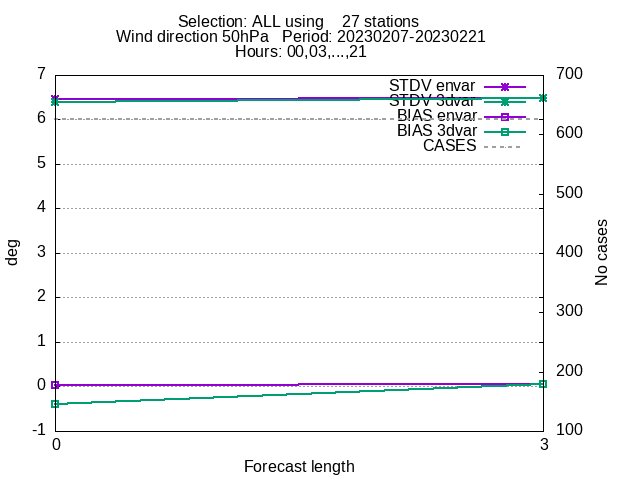 Selection: ALL using    27 stations
Wind direction 50hPa   Period: 20230207-20230221
Hours: 00,03,...,21
7
6
5
4
3
2
1
0
-1
700
600
500
400
300
200
100
STDV envar
STDV 3dvar
BIAS envar
BIAS 3dvar
CASES
deg
No cases
0
3
Forecast length